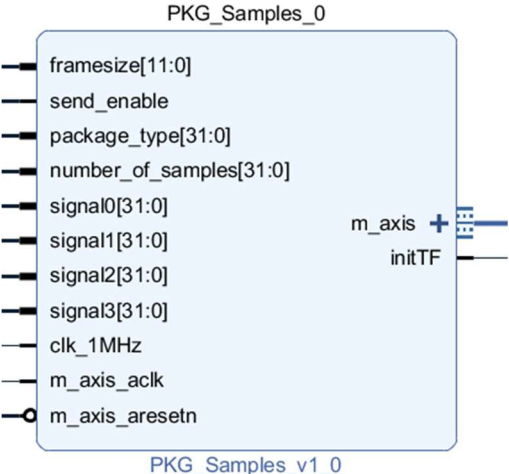 PKG_Samples_0
framesize[11:0]
send_enable
package_type[31:0]
number_of_samples[31:0]
signal0[31:0]
signal1[31:0]
m_axis
signal2[31:0]
initTF
signal3[31:0]
clk_1MHz
m_axis_aclk
m_axis_aresetn
PKG_Samples_v1_0